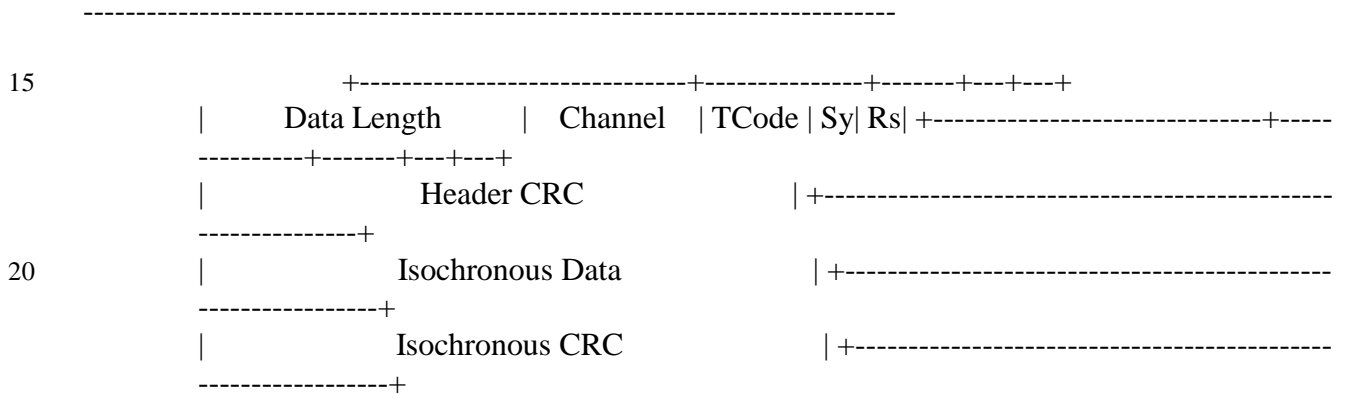 -----------------------------------------------------------------------------
15 +-------------------------------+---------------+-------+---+---+
| Data Length | Channel | TCode | Sy| Rs| +-------------------------------+-----
----------+-------+---+---+
| Header CRC | +------------------------------------------------
---------------+
20 | Isochronous Data | +----------------------------------------------
-----------------+
| Isochronous CRC | +---------------------------------------------
------------------+